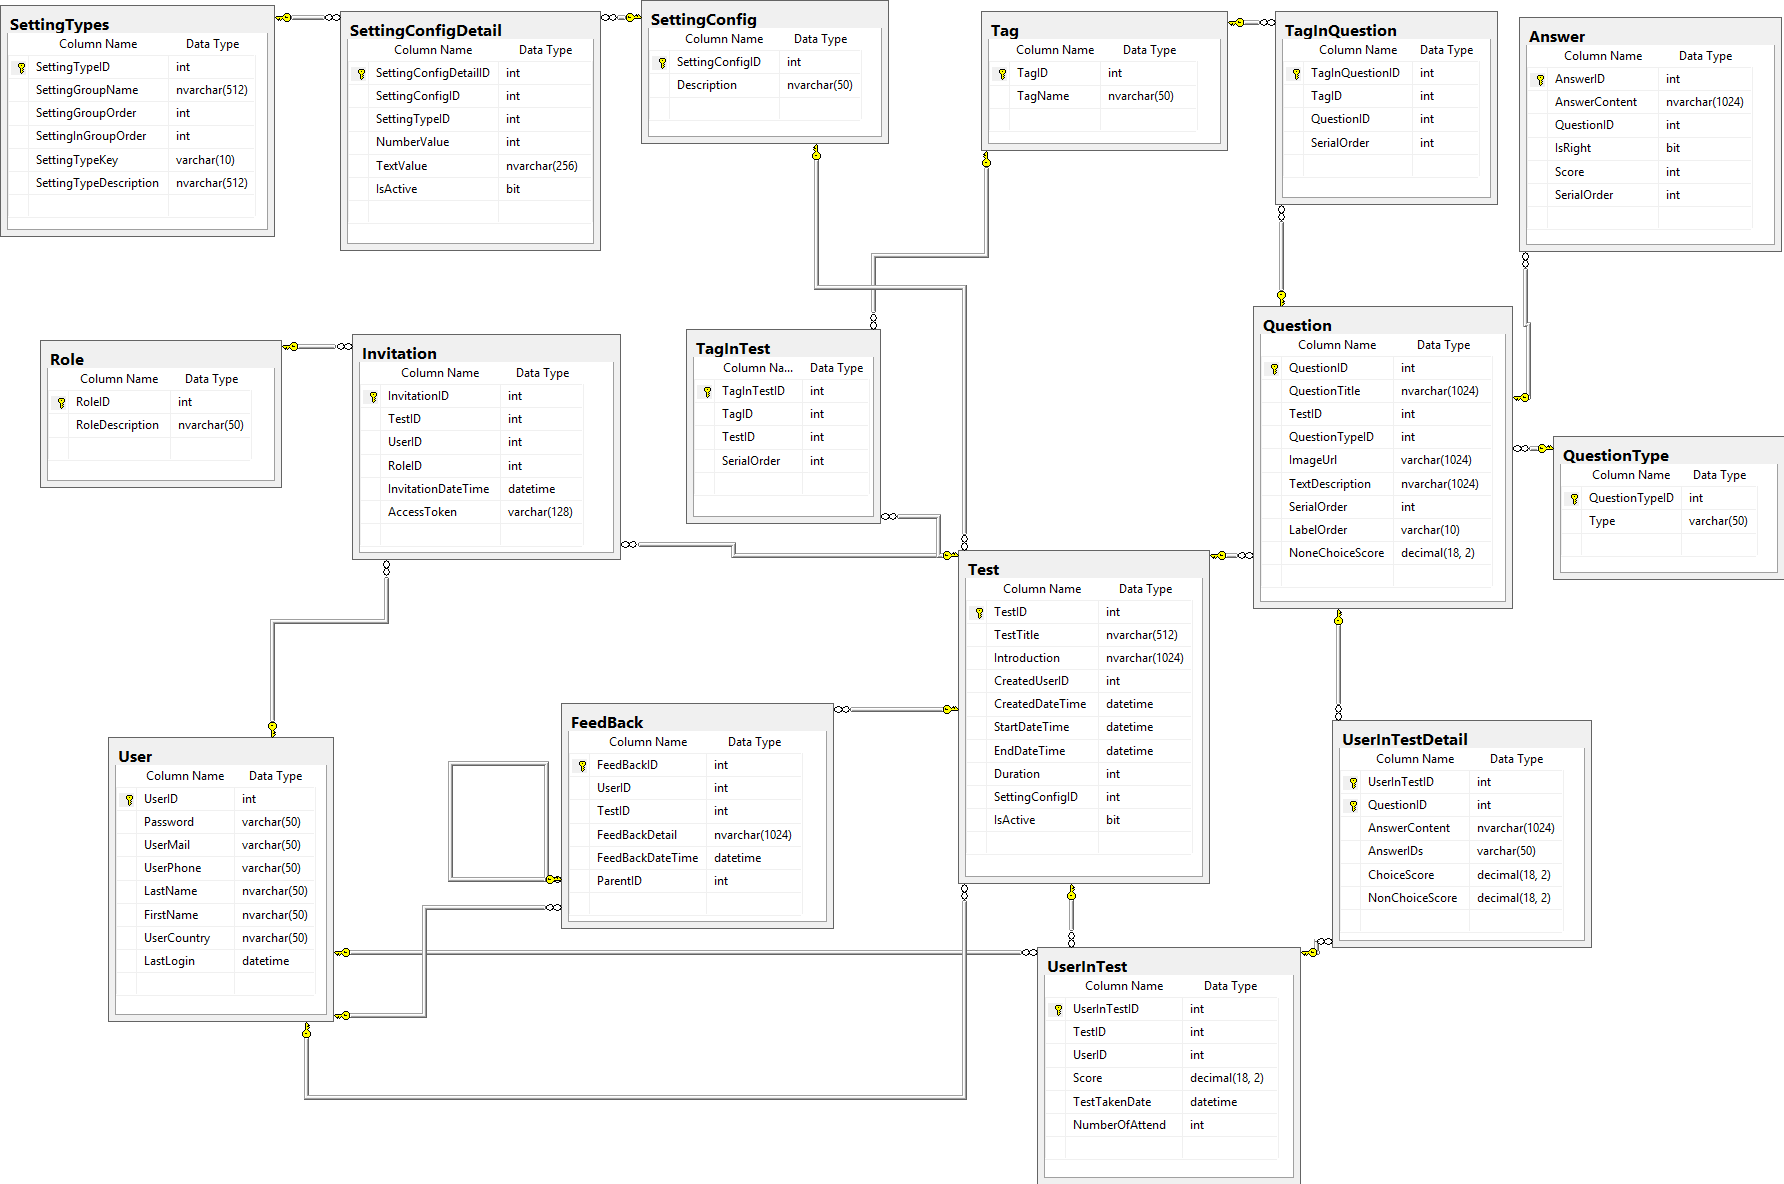 SettingTypes
Column Name Data Type
SettingTypeID int
SettingGroupName nvarchar(512)
SettingGroupOrder int
SettingInGroupOrder int
SettingTypeKey varchar(10)
SettingTypeDescription nvarchar(512)
SettingConfigDetail
Column Name Data Type
SettingConfigDetailID int
SettingConfigID int
SettingTypeID int
NumberValue int
TextValue nvarchar(256)
IsActive bit
SettingConfig
Column Name Data Type
SettingConfigID int
Description nvarchar(50)
Tag
Column Name Data Type
TagID int
TagName nvarchar(50)
TagInQuestion
Column Name Data Type
TagInQuestionID int
TagID int
QuestionID int
SerialOrder int
Answer
Column Name Data Type
AnswerID int
AnswerContent nvarchar(1024)
QuestionID int
IsRight bit
Score int
SerialOrder int
Role
Column Name Data Type
RoleID int
RoleDescription nvarchar(50)
Invitation
Column Name Data Type
InvitationID int
TestID int
UserID int
RoleID int
InvitationDateTime datetime
AccessToken varchar(128)
TagInTest
Column Na... Data Type
TagInTestID int
TagID int
TestID int
SerialOrder int
Question
Column Name Data Type
QuestionID int
QuestionTitle nvarchar(1024)
TestID int
QuestionTypeID int
ImageUrl varchar(1024)
TextDescription nvarchar(1024)
SerialOrder int
LabelOrder varchar(10)
NoneChoiceScore decimal(18, 2)
QuestionType
Column Name Data Type
QuestionTypeID int
Type varchar(50)
Test
Column Name Data Type
TestID int
TestTitle nvarchar(512)
Introduction nvarchar(1024)
CreatedUserID int
CreatedDateTime datetime
StartDateTime datetime
EndDateTime datetime
Duration int
SettingConfigID int
IsActive bit
User
Column Name Data Type
UserID int
Password varchar(50)
UserMail varchar(50)
UserPhone varchar(50)
LastName nvarchar(50)
FirstName nvarchar(50)
UserCountry nvarchar(50)
LastLogin datetime
FeedBack
Column Name Data Type
FeedBackID int
UserID int
TestID int
FeedBackDetail nvarchar(1024)
FeedBackDateTime datetime
ParentID int
UserInTestDetail
Column Name Data Type
UserInTestID int
QuestionID int
AnswerContent nvarchar(1024)
AnswerIDs varchar(50)
ChoiceScore decimal(18, 2)
NonChoiceScore decimal(18, 2)
UserInTest
Column Name Data Type
UserInTestID int
TestID int
UserID int
Score decimal(18, 2)
TestTakenDate datetime
NumberOfAttend int